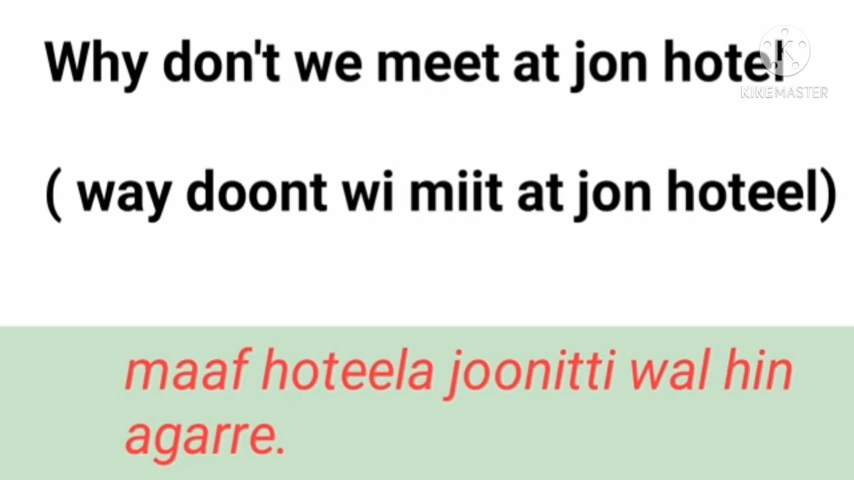 Why don't we meet at jon hotel
KINEMASTER
( way doont wi miit at jon hoteel)
maaf hoteela joonitti wal hin
agarre.